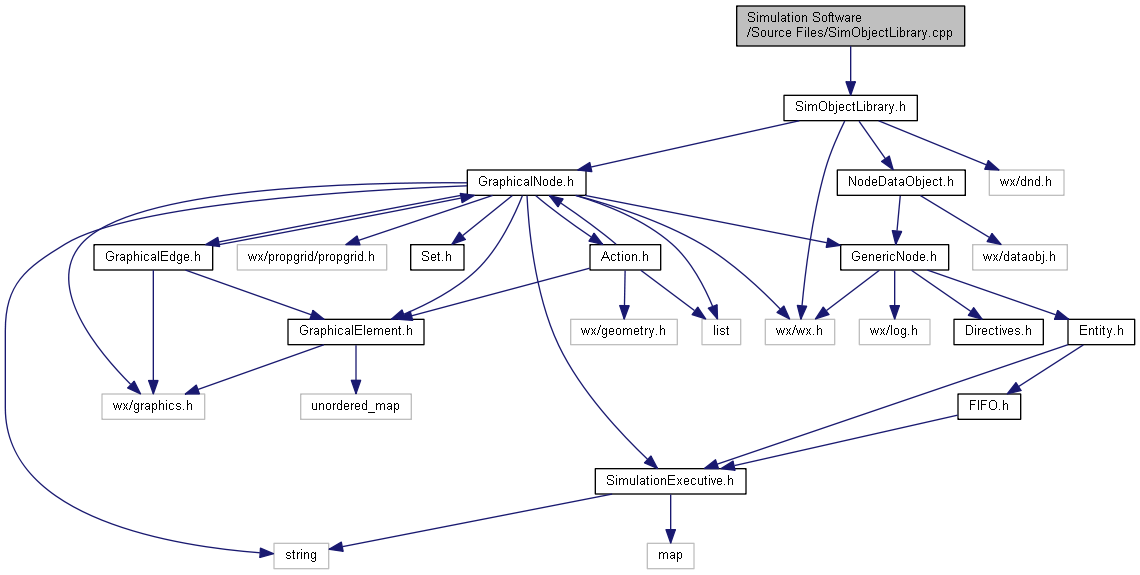 Simulation Software
/Source Files/SimObjectLibrary.cpp
SimObjectLibrary.h
GraphicalNode.h
NodeDataObject.h
wx/dnd.h
GraphicalEdge.h
wx/propgrid/propgrid.h
Set.h
Action.h
GenericNode.h
wx/dataobj.h
GraphicalElement.h
wx/geometry.h
list
wx/wx.h
wx/log.h
Directives.h
Entity.h
wx/graphics.h
unordered_map
FIFO.h
SimulationExecutive.h
string
map